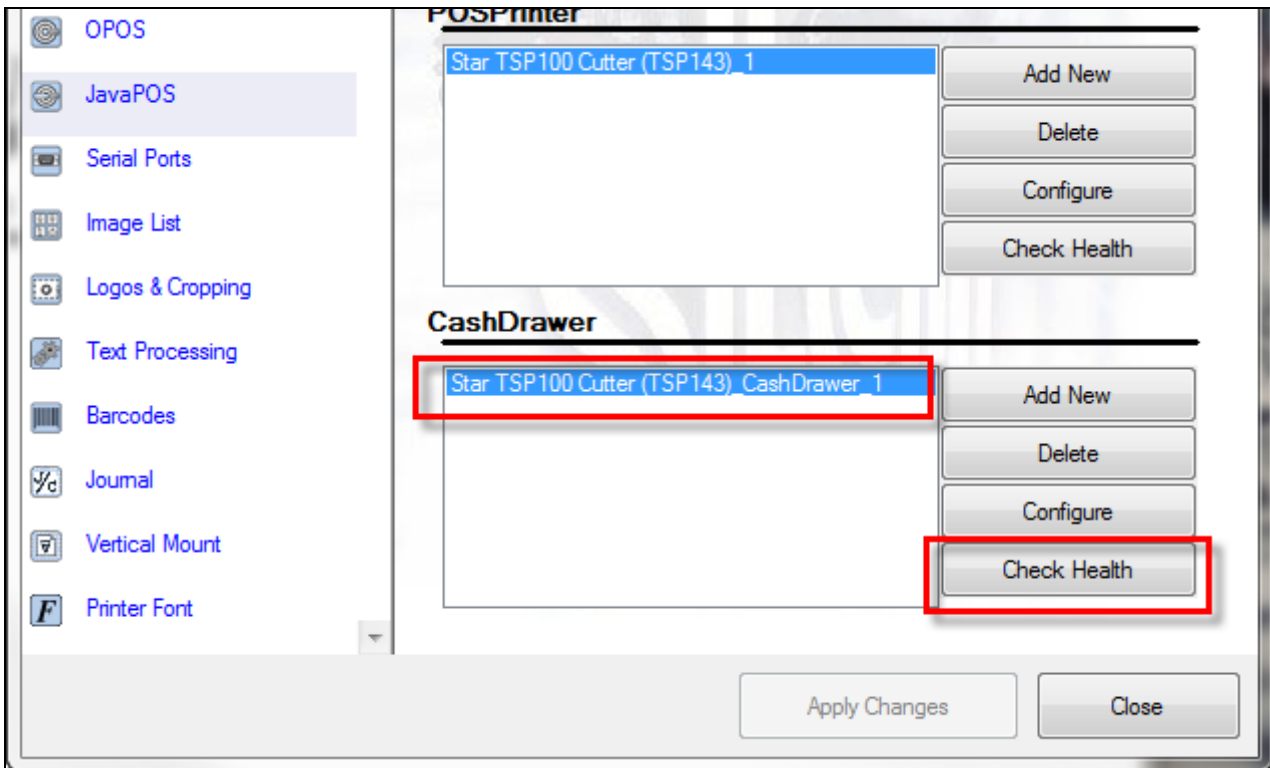 OPOS
JavaPOS
Serial Ports
Image List
Logos & Cropping
Text Processing
Barcodes
Journal
Vertical Mount
Printer Font
POSPrinter
Star TSP100 Cutter (TSP143)_1
Add New
Delete
Configure
Check Health
CashDrawer
Star TSP100 Cutter (TSP143)_CashDrawer_1
Add New
Delete
Configure
Check Health
Apply Changes
Close